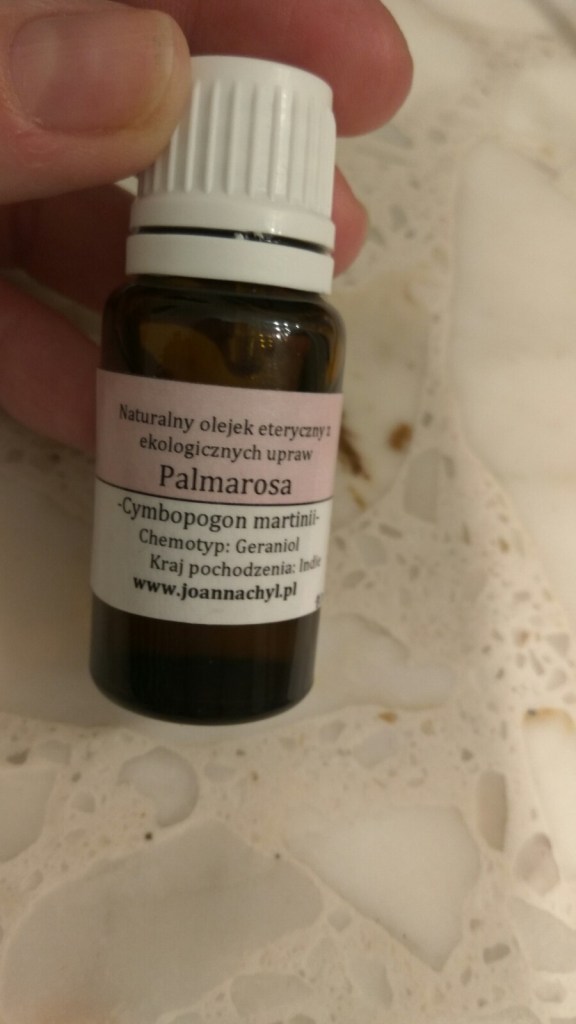 Naturalny olejek eteryczny z
ekologicznych upraw
Palmarosa
-Cymbopogon martinii-
Chemotyp: Geraniol
Kraj pochodzenia: Indie
www.joannachyl.pl